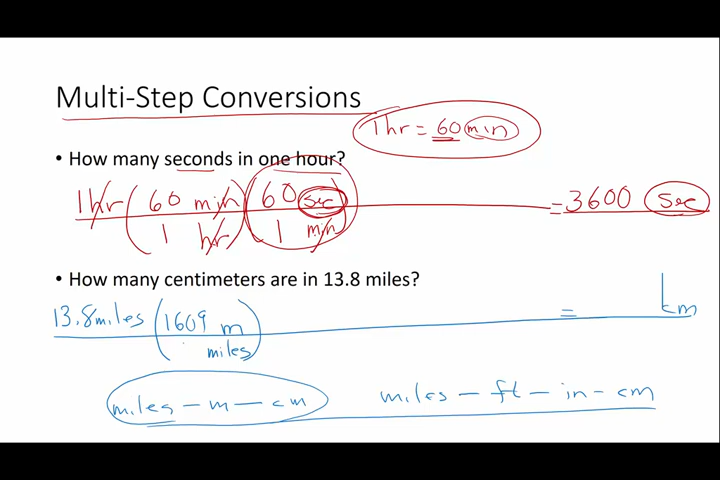 Multi-Step Conversions
1hr = 60 min
• How many seconds in one hour?
1hr (60 min / 1 hr) (60 sec / 1 min) = 3600 sec
• How many centimeters are in 13.8 miles?
13.8miles (1609 m / miles) = cm
miles - m - cm miles - ft - in - cm